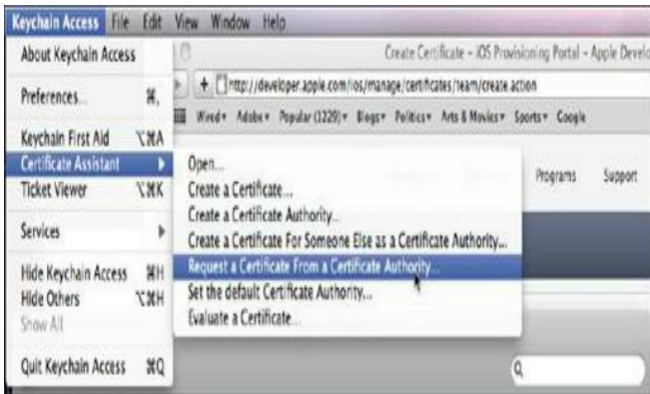 Keychain Access File Edit View Window Help
About Keychain Access
Preferences... ⌘,
Keychain First Aid ⌥⌘A
Certificate Assistant
Ticket Viewer ⌥⌘K
Services
Hide Keychain Access ⌘H
Hide Others ⌥⌘H
Show All
Quit Keychain Access ⌘Q
Create Certificate - iOS Provisioning Portal - Apple Develo
+ http://developer.apple.com/ios/manage/certificates/team/create.action
Wired Adobe Popular (1229) Blogs Politics Arts & Movies Sports Google
Programs Support
Open...
Create a Certificate...
Create a Certificate Authority...
Create a Certificate For Someone Else as a Certificate Authority...
Request a Certificate From a Certificate Authority...
Set the default Certificate Authority...
Evaluate a Certificate...